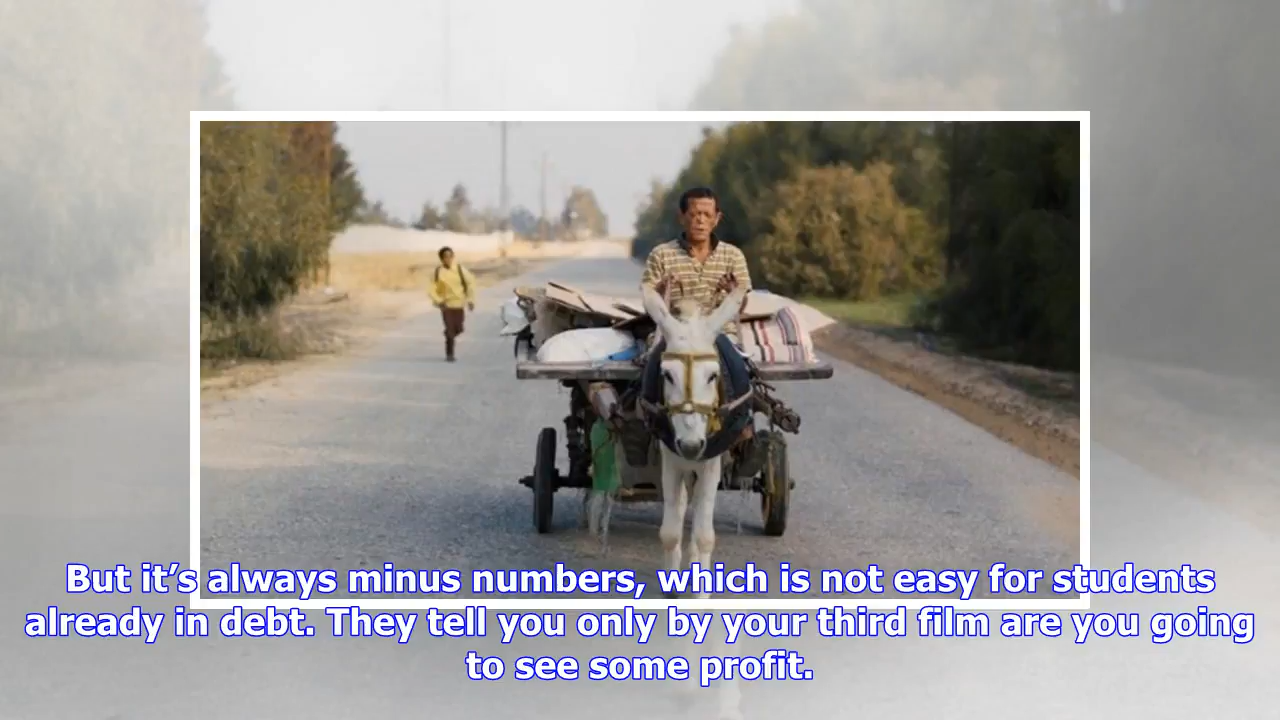 But it’s always minus numbers, which is not easy for students
already in debt. They tell you only by your third film are you going
to see some profit.